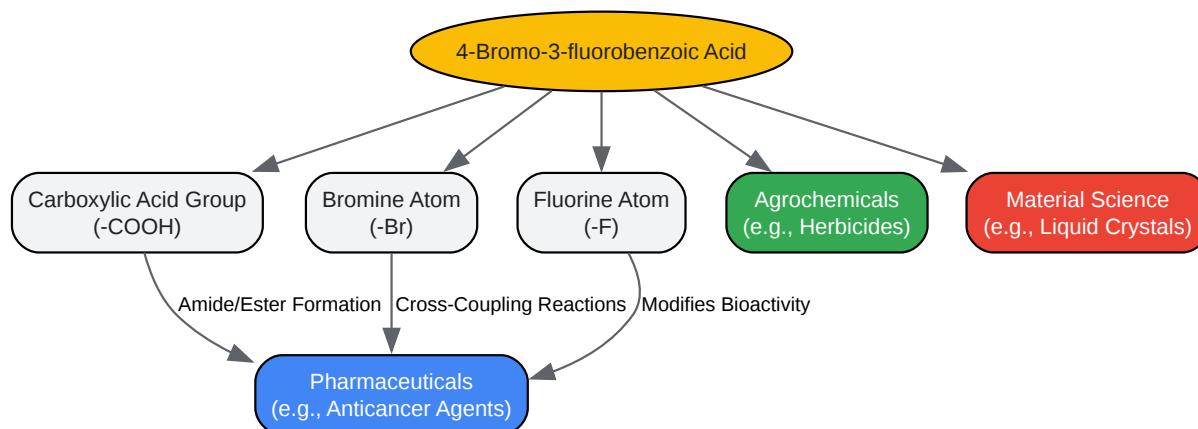 4-Bromo-3-fluorobenzoic Acid
Carboxylic Acid Group
(-COOH)
Bromine Atom
(-Br)
Fluorine Atom
(-F)
Agrochemicals
(e.g., Herbicides)
Material Science
(e.g., Liquid Crystals)
Amide/Ester Formation
Cross-Coupling Reactions
Modifies Bioactivity
Pharmaceuticals
(e.g., Anticancer Agents)